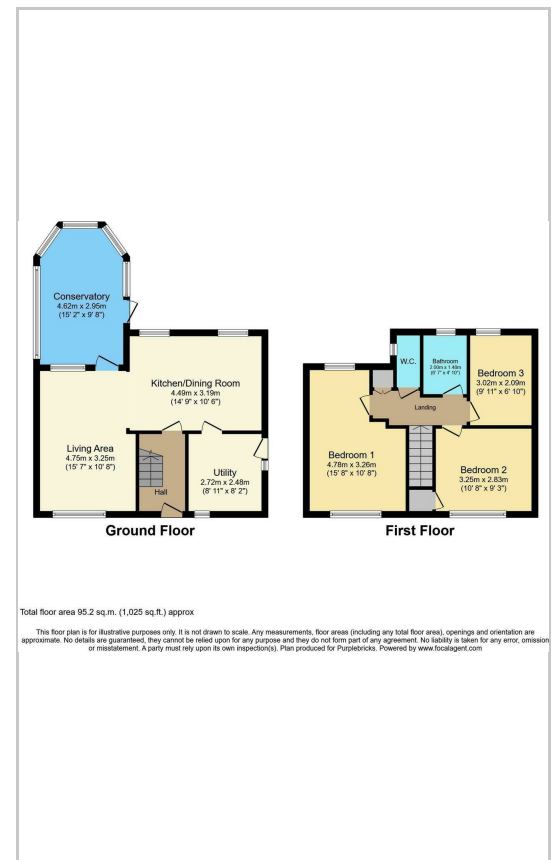 Conservatory
4.62m x 2.95m
(15' 2" x 9' 8")
Kitchen/Dining Room
4.49m x 3.19m
(14' 9" x 10' 6")
Living Area
4.75m x 3.25m
(15' 7" x 10' 8")
Hall
Utility
2.72m x 2.48m
(8' 11" x 8' 2")
Ground Floor
W.C.
Bathroom
2.00m x 1.48m
(6' 7" x 4' 10")
Bedroom 3
3.02m x 2.09m
(9' 11" x 6' 10")
Landing
Bedroom 1
4.78m x 3.26m
(15' 8" x 10' 8")
Bedroom 2
3.25m x 2.83m
(10' 8" x 9' 3")
First Floor
Total floor area 95.2 sq.m. (1,025 sq.ft.) approx
This floor plan is for illustrative purposes only. It is not drawn to scale. Any measurements, floor areas (including any total floor area), openings and orientation are
approximate. No details are guaranteed, they cannot be relied upon for any purpose and they do not form part of any agreement. No liability is taken for any error, omission
or misstatement. A party must rely upon its own inspection(s). Plan produced for Purplebricks. Powered by www.focalagent.com